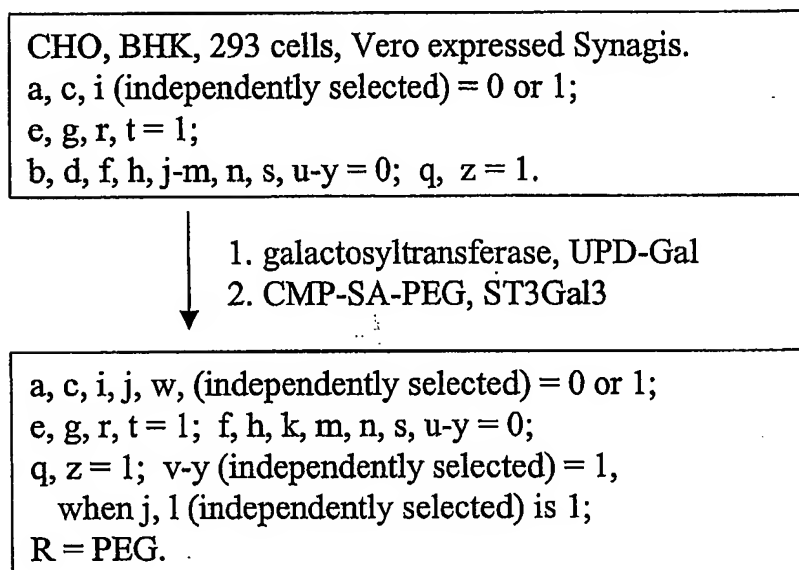 CHO, BHK, 293 cells, Vero expressed Synagis.
a, c, i (independently selected) = 0 or 1;
e, g, r, t = 1;
b, d, f, h, j-m, n, s, u-y = 0; q, z = 1.
1. galactosyltransferase, UPD-Gal
2. CMP-SA-PEG, ST3Gal3
a, c, i, j, w, (independently selected) = 0 or 1;
e, g, r, t = 1; f, h, k, m, n, s, u-y = 0;
q, z = 1; v-y (independently selected) = 1,
when j, l (independently selected) is 1;
R = PEG.